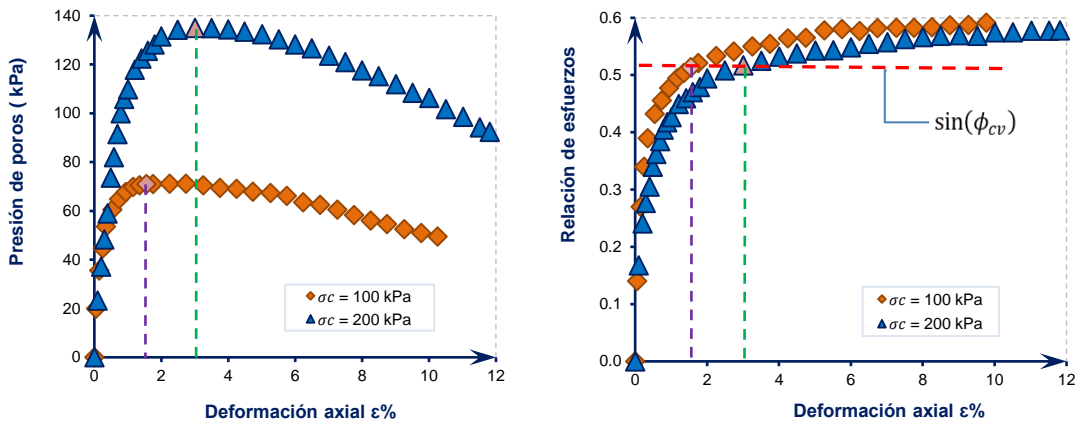 Presión de poros ( kPa)
140
120
100
80
60
40
20
0
0 2 4 6 8 10 12
Deformación axial ε%
σc = 100 kPa
σc = 200 kPa
Relación de esfuerzos
0.6
0.5
0.4
0.3
0.2
0.1
0.0
0 2 4 6 8 10 12
Deformación axial ε%
sin(ϕcv)
σc = 100 kPa
σc = 200 kPa